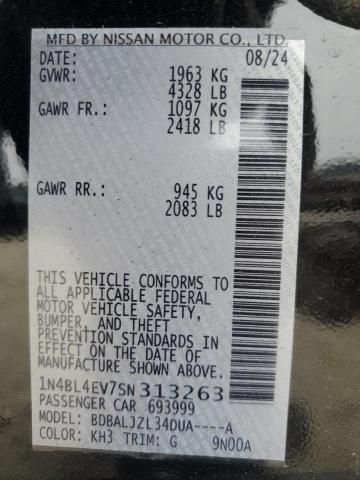 MFD BY NISSAN MOTOR CO., LTD.
DATE: 08/24
GVWR: 1963 KG
4328 LB
GAWR FR.: 1097 KG
2418 LB
GAWR RR.: 945 KG
2083 LB
THIS VEHICLE CONFORMS TO
ALL APPLICABLE FEDERAL
MOTOR VEHICLE SAFETY,
BUMPER, AND THEFT
PREVENTION STANDARDS IN
EFFECT ON THE DATE OF
MANUFACTURE SHOWN ABOVE.
1N4BL4EV7SN313263
PASSENGER CAR 693999
MODEL: BDBALJZL34DUA----A
COLOR: KH3 TRIM: G 9N00A